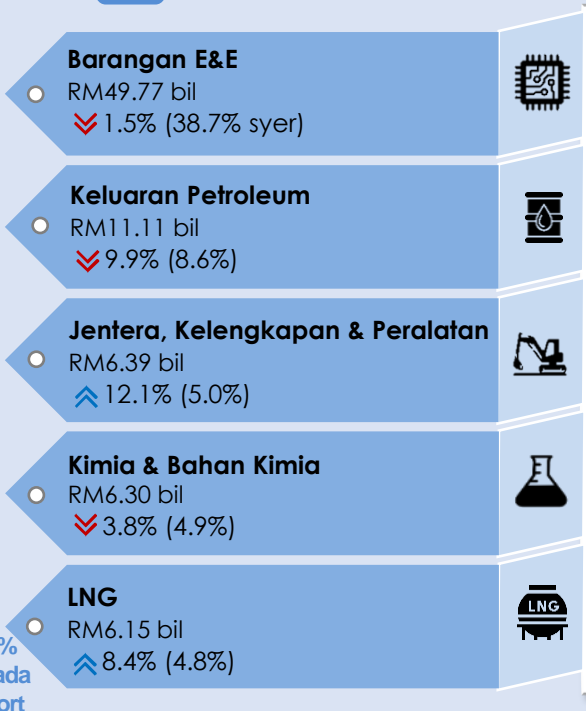 Barangan E&E
RM49.77 bil
1.5% (38.7% syer)
Keluaran Petroleum
RM11.11 bil
9.9% (8.6%)
Jentera, Kelengkapan & Peralatan
RM6.39 bil
12.1% (5.0%)
Kimia & Bahan Kimia
RM6.30 bil
3.8% (4.9%)
LNG
RM6.15 bil
8.4% (4.8%)
LNG
%